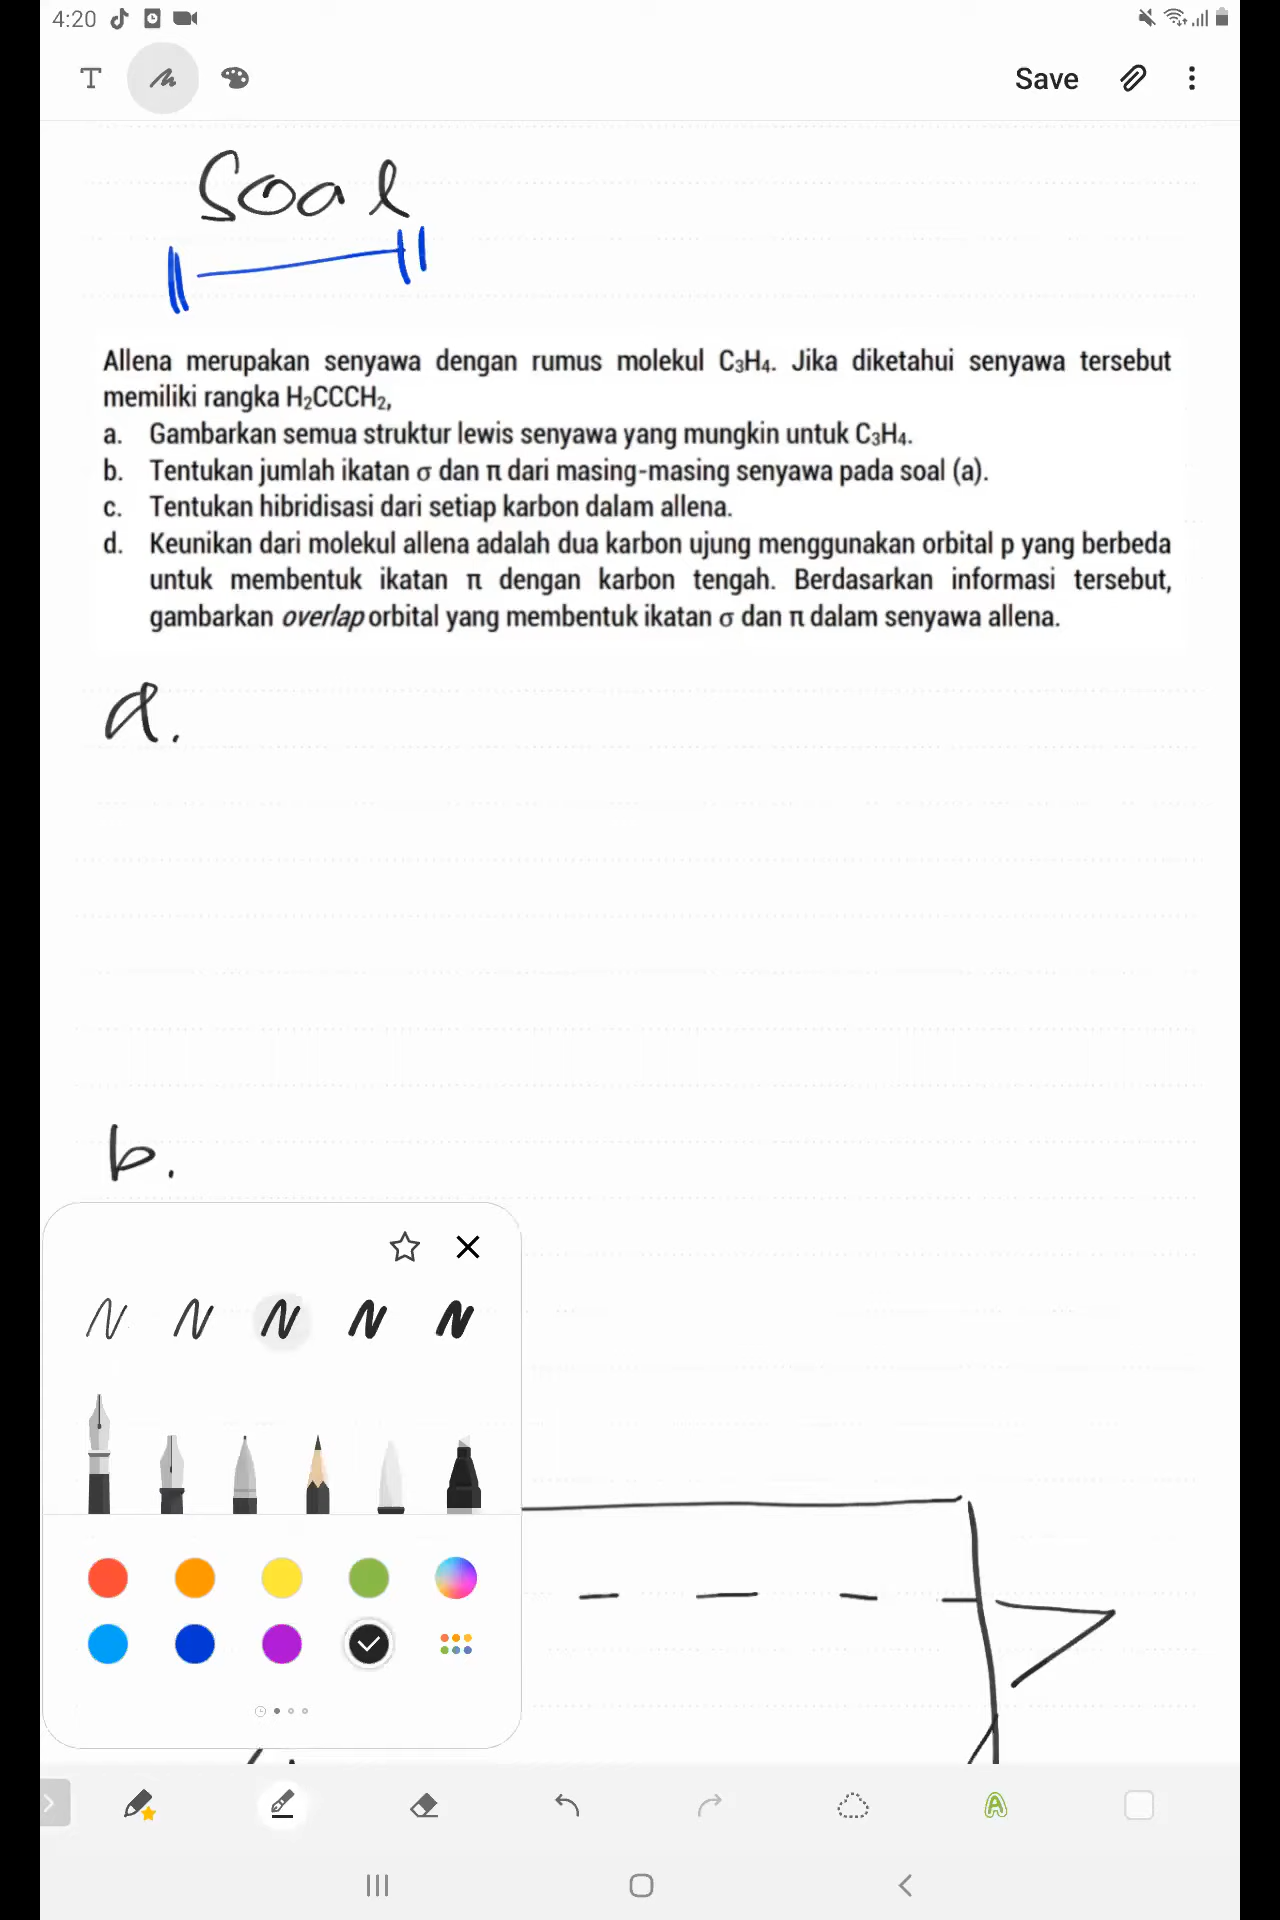 4:20
T
Save
Soal
Allena merupakan senyawa dengan rumus molekul C₃H₄. Jika diketahui senyawa tersebut
memiliki rangka H₂CCCH₂,
a. Gambarkan semua struktur lewis senyawa yang mungkin untuk C₃H₄.
b. Tentukan jumlah ikatan σ dan π dari masing-masing senyawa pada soal (a).
c. Tentukan hibridisasi dari setiap karbon dalam allena.
d. Keunikan dari molekul allena adalah dua karbon ujung menggunakan orbital p yang berbeda
untuk membentuk ikatan π dengan karbon tengah. Berdasarkan informasi tersebut,
gambarkan overlap orbital yang membentuk ikatan σ dan π dalam senyawa allena.
a.
b.
A